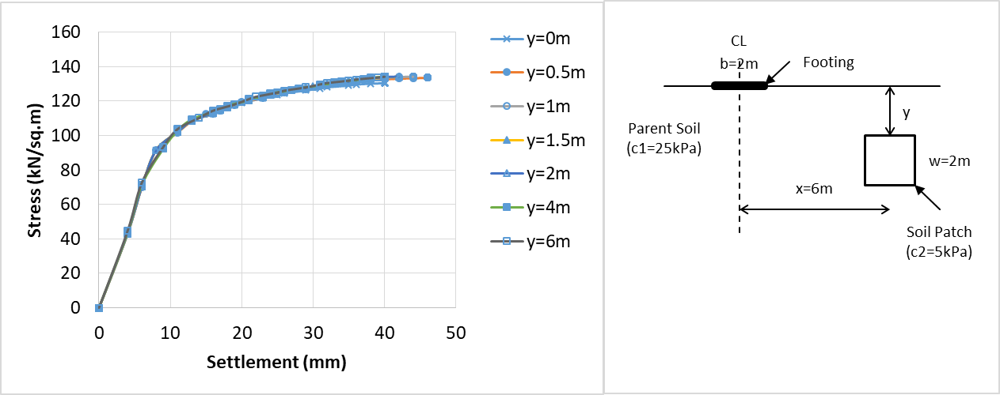 160
140
120
100
80
60
40
20
0
0 10 20 30 40 50
Stress (kN/sq.m)
Settlement (mm)
y=0m
y=0.5m
y=1m
y=1.5m
y=2m
y=4m
y=6m
CL
b=2m
Footing
y
Parent Soil
(c1=25kPa)
w=2m
x=6m
Soil Patch
(c2=5kPa)